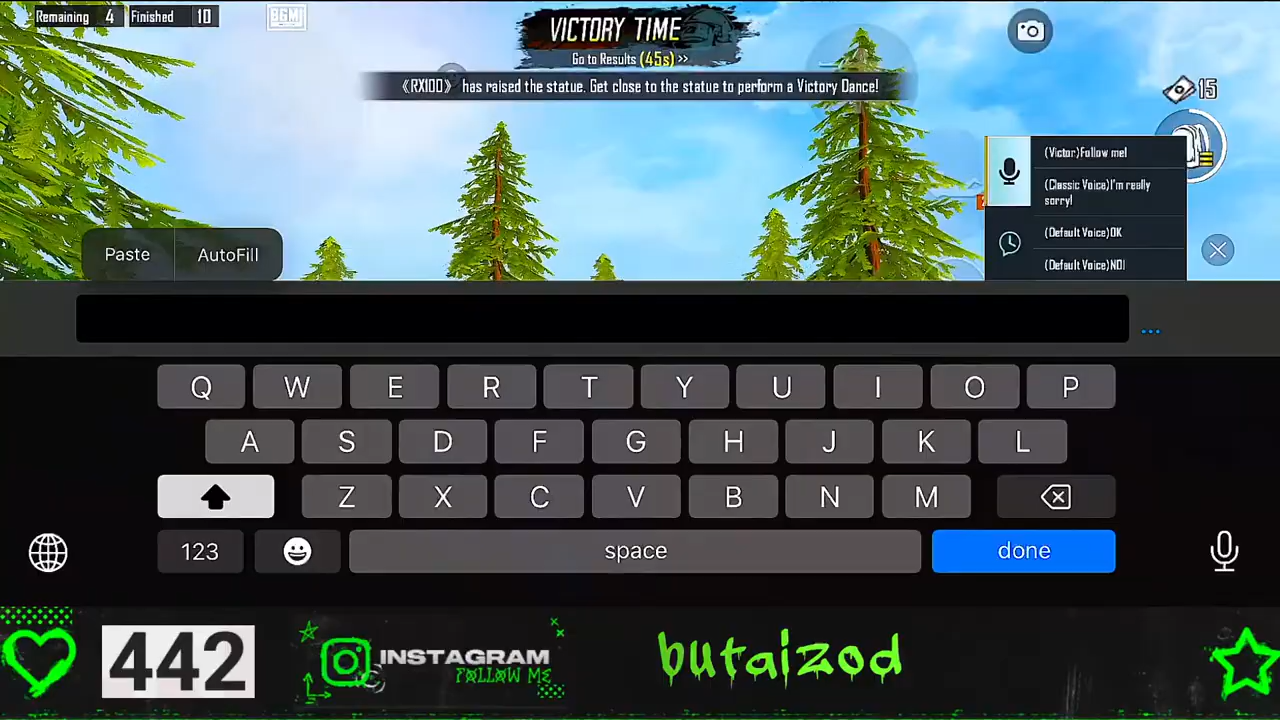 Remaining 4 Finished 10
BGMI
VICTORY TIME
Go to Results (45s) >>
《RX100》 has raised the statue. Get close to the statue to perform a Victory Dance!
15
(Victor)Follow me!
(Classic Voice)I'm really
sorry!
(Default Voice)OK
(Default Voice)NO!
Paste AutoFill
...
Q W E R T Y U I O P
A S D F G H J K L
Z X C V B N M
123 space done
442 INSTAGRAM
FOLLOW ME
butaizod